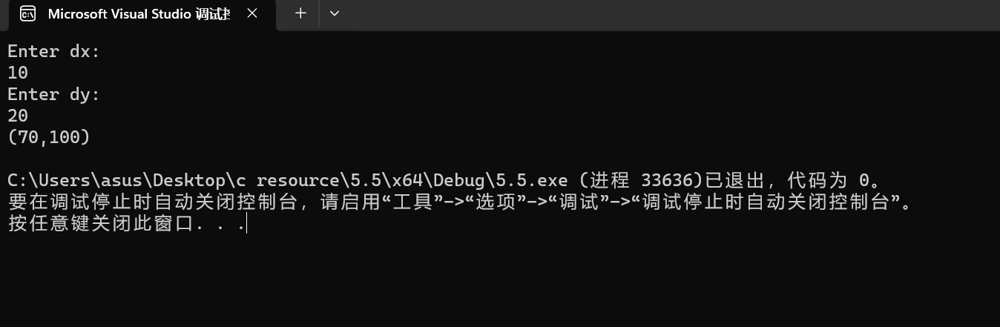 Microsoft Visual Studio 调试控
Enter dx:
10
Enter dy:
20
(70,100)
C:\Users\asus\Desktop\c resource\5.5\x64\Debug\5.5.exe (进程 33636)已退出，代码为 0。
要在调试停止时自动关闭控制台，请启用“工具”->“选项”->“调试”->“调试停止时自动关闭控制台”。
按任意键关闭此窗口. . .